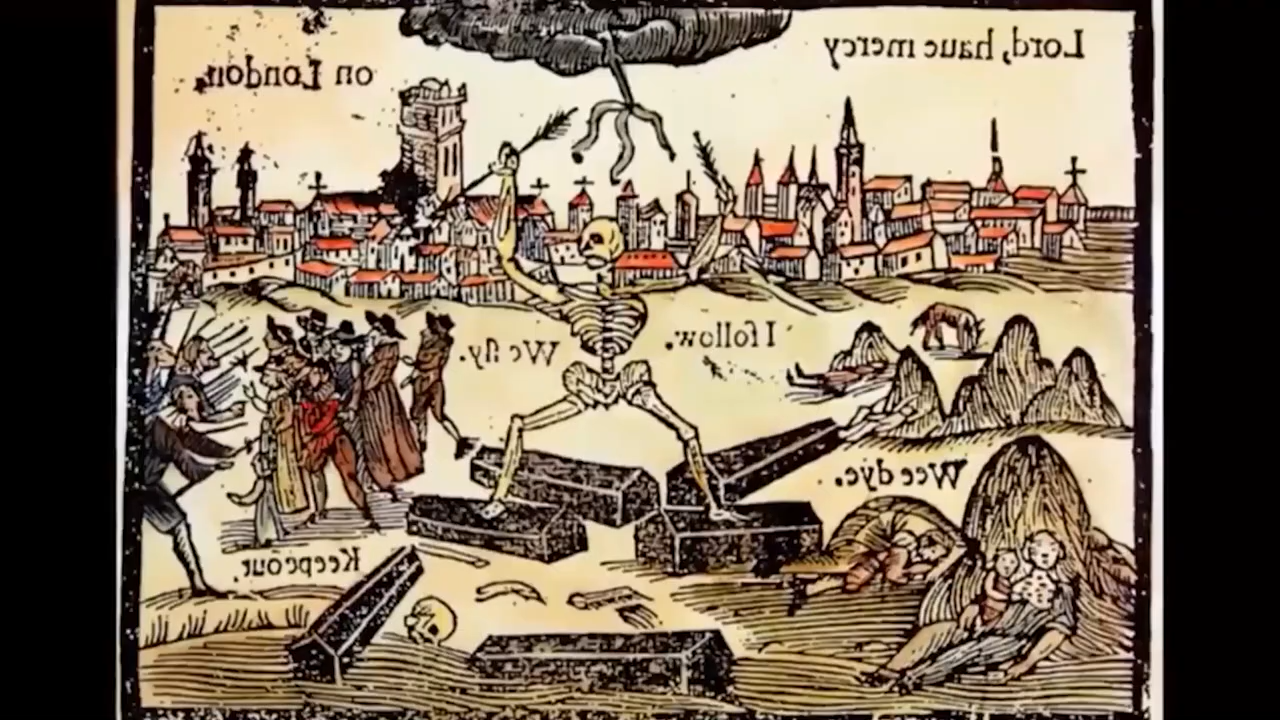 Lord, haue mercy
on London.
We fly.
I follow.
Wee dye.
Keepe out.